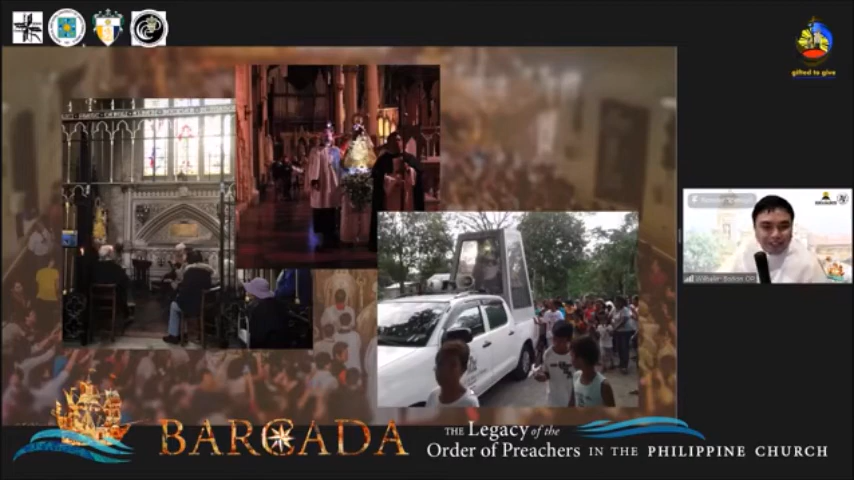 gifted to give
BARCADA
THE Legacy of the
Order of Preachers IN THE PHILIPPINE CHURCH